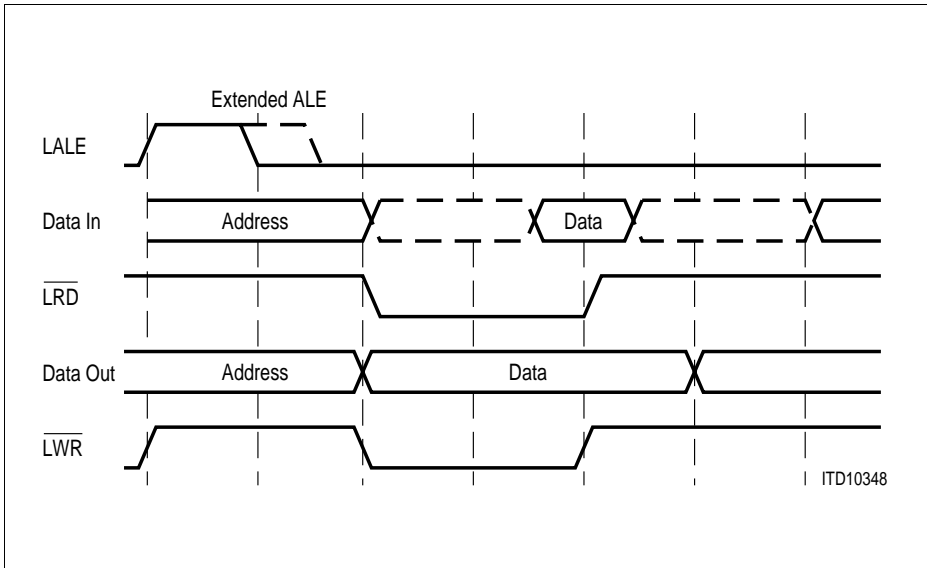 Extended ALE
LALE
Data In Address Data
LRD
Data Out Address Data
LWR
ITD10348